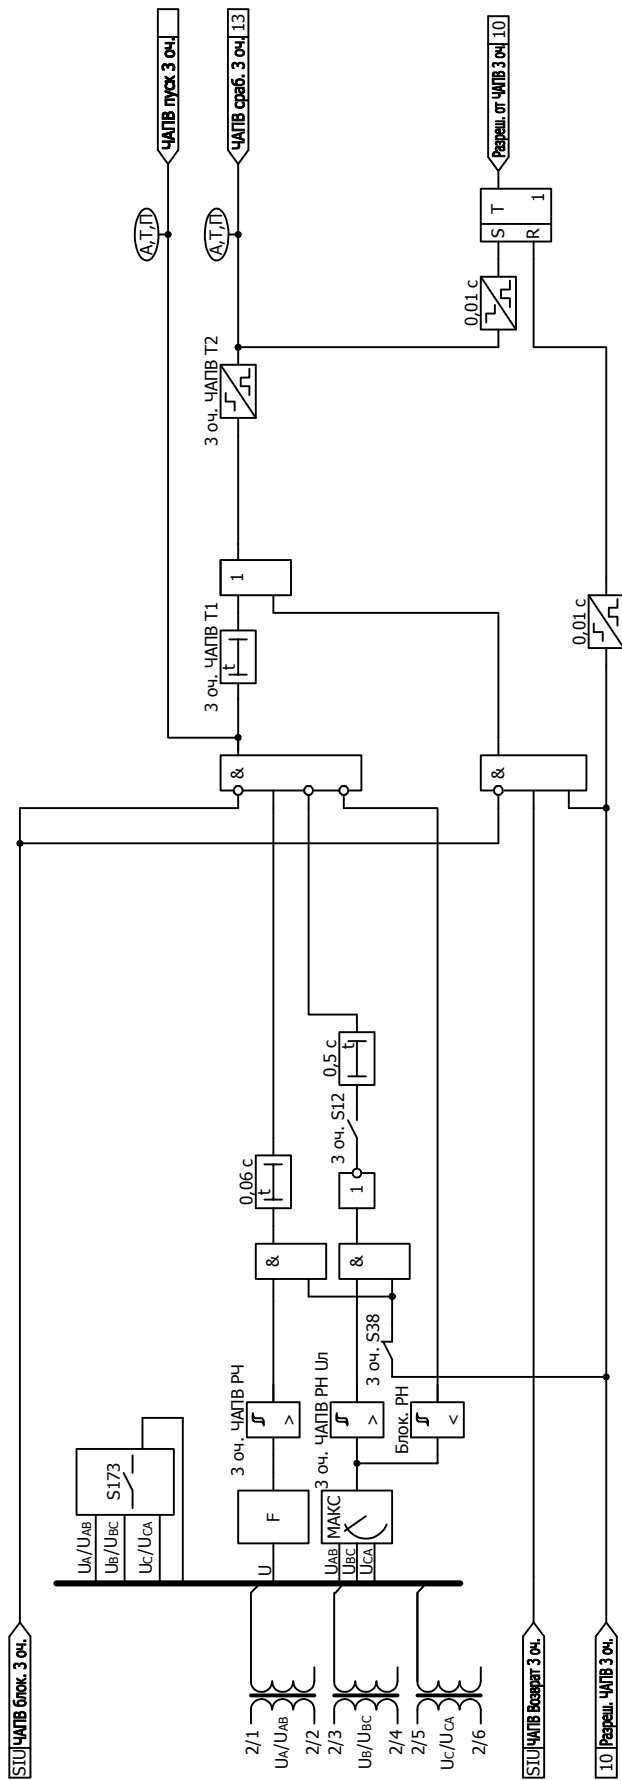 ЧАПВ пуск 3 оч.
ЧАПВ сраб. 3 оч. 13
Разреш. от ЧАПВ 3 оч. 10
А,Т,П
А,Т,П
S T 1
R
0,01 с
3 оч. ЧАПВ Т2
1
3 оч. ЧАПВ Т1
t
0,01 с
&
&
0,5 с
t
3 оч. S12
0,06 с
t
1
&
&
3 оч. S38
3 оч. ЧАПВ РЧ
>
3 оч. ЧАПВ РН Uл
>
Блок. РН
<
S173
UA/UAB
UB/UBC
UC/UCA
F
U
МАКС
UAB
UBC
UCA
2/1
UA/UAB
2/2
2/3
UB/UBC
2/4
2/5
UC/UCA
2/6
SIU ЧАПВ блок. 3 оч.
SIU ЧАПВ Возврат 3 оч.
10 Разреш. ЧАПВ 3 оч.